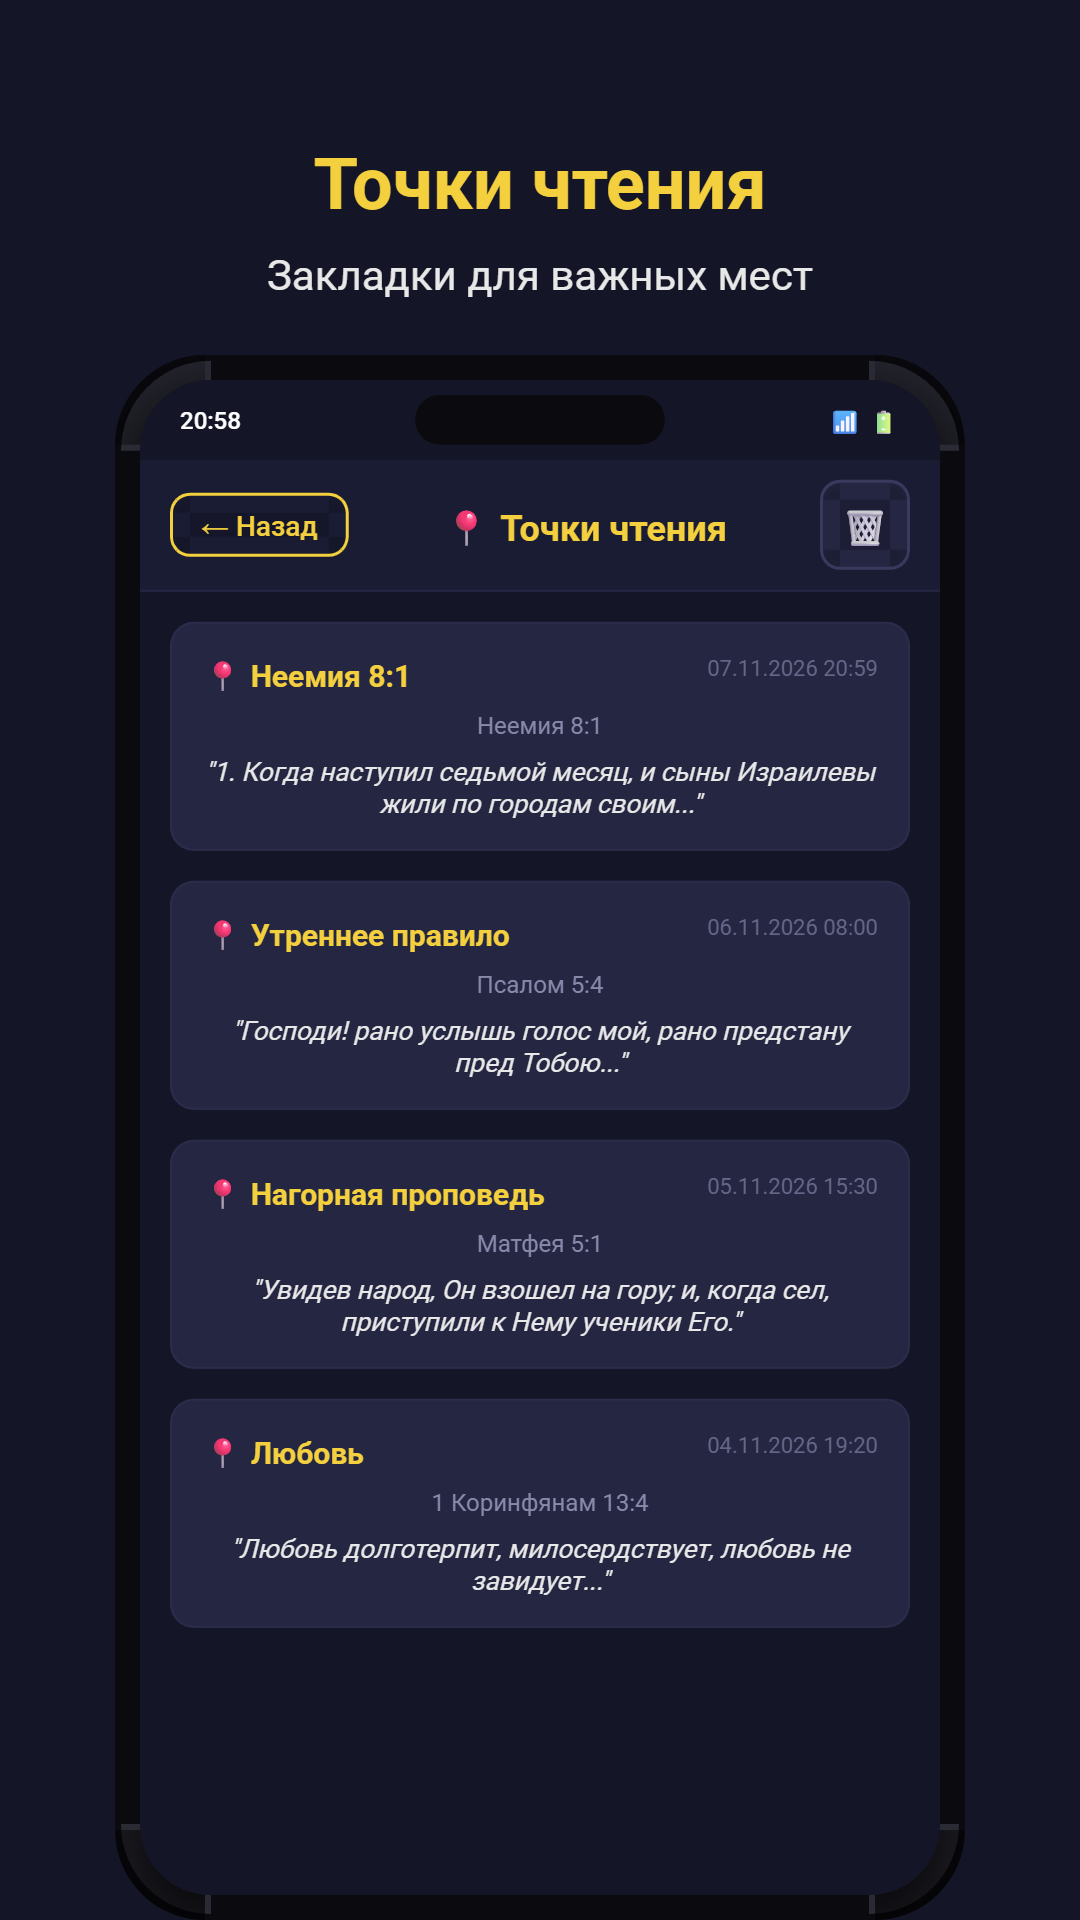 Точки чтения
Закладки для важных мест
20:58
← Назад
Точки чтения
Неемия 8:1
07.11.2026 20:59
Неемия 8:1
"1. Когда наступил седьмой месяц, и сыны Израилевы
жили по городам своим..."
Утреннее правило
06.11.2026 08:00
Псалом 5:4
"Господи! рано услышь голос мой, рано предстану
пред Тобою..."
Нагорная проповедь
05.11.2026 15:30
Матфея 5:1
"Увидев народ, Он взошел на гору; и, когда сел,
приступили к Нему ученики Его."
Любовь
04.11.2026 19:20
1 Коринфянам 13:4
"Любовь долготерпит, милосердствует, любовь не
завидует..."